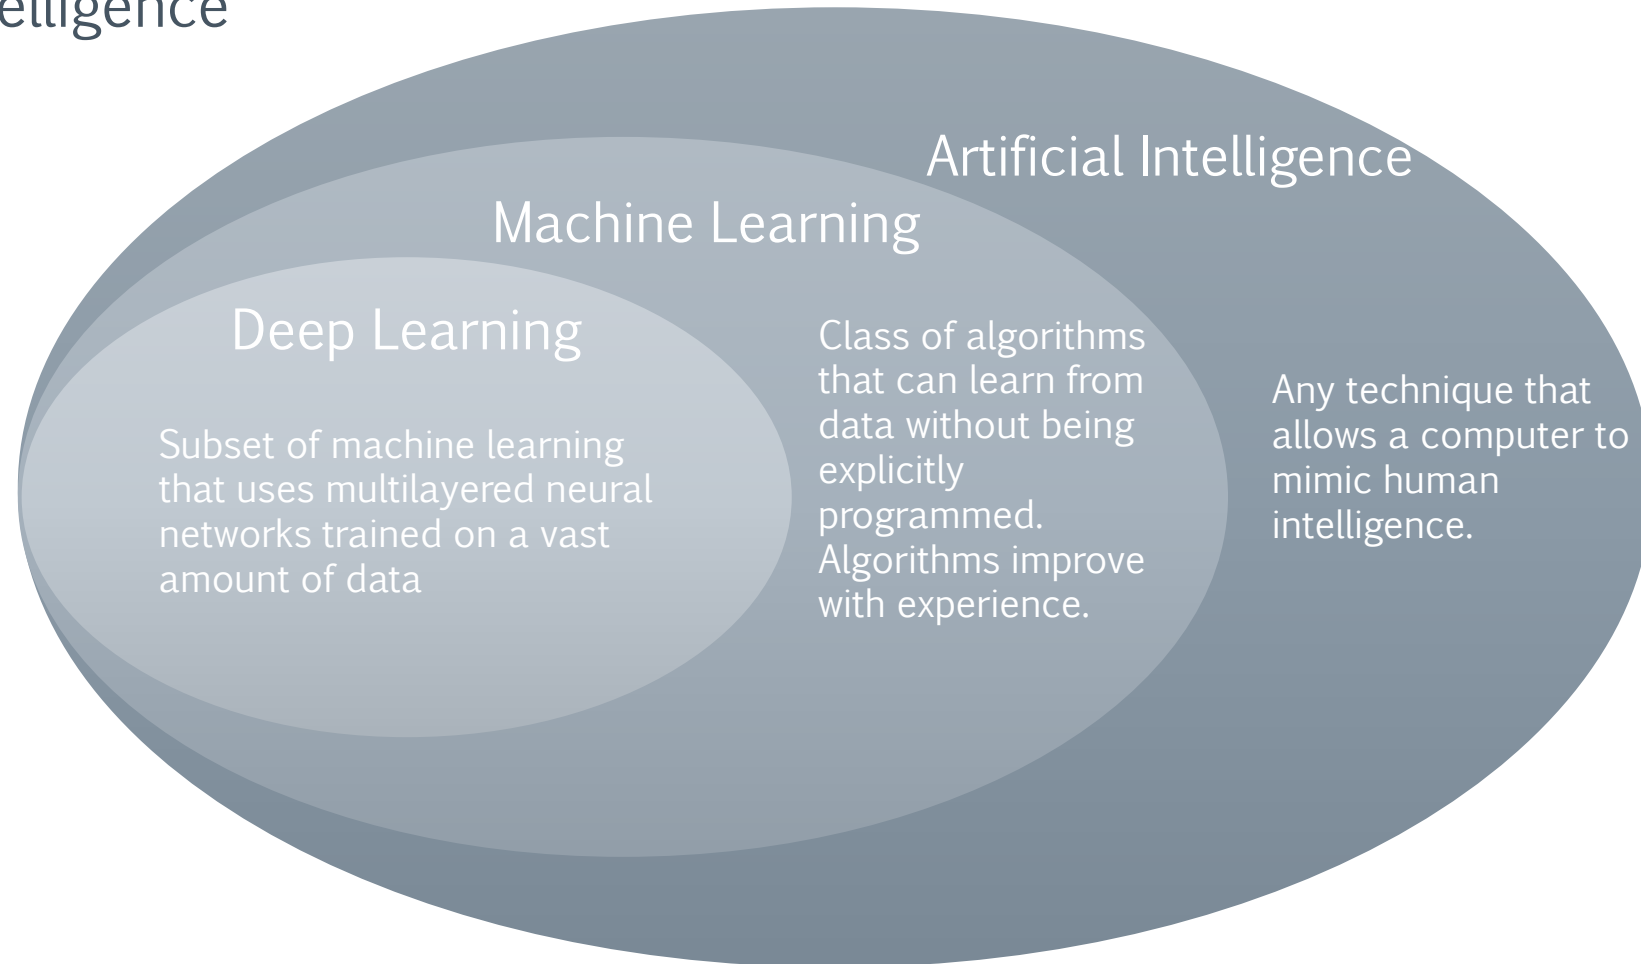 elligence
Artificial Intelligence
Machine Learning
Deep Learning
Subset of machine learning
that uses multilayered neural
networks trained on a vast
amount of data
Class of algorithms
that can learn from
data without being
explicitly
programmed.
Algorithms improve
with experience.
Any technique that
allows a computer to
mimic human
intelligence.